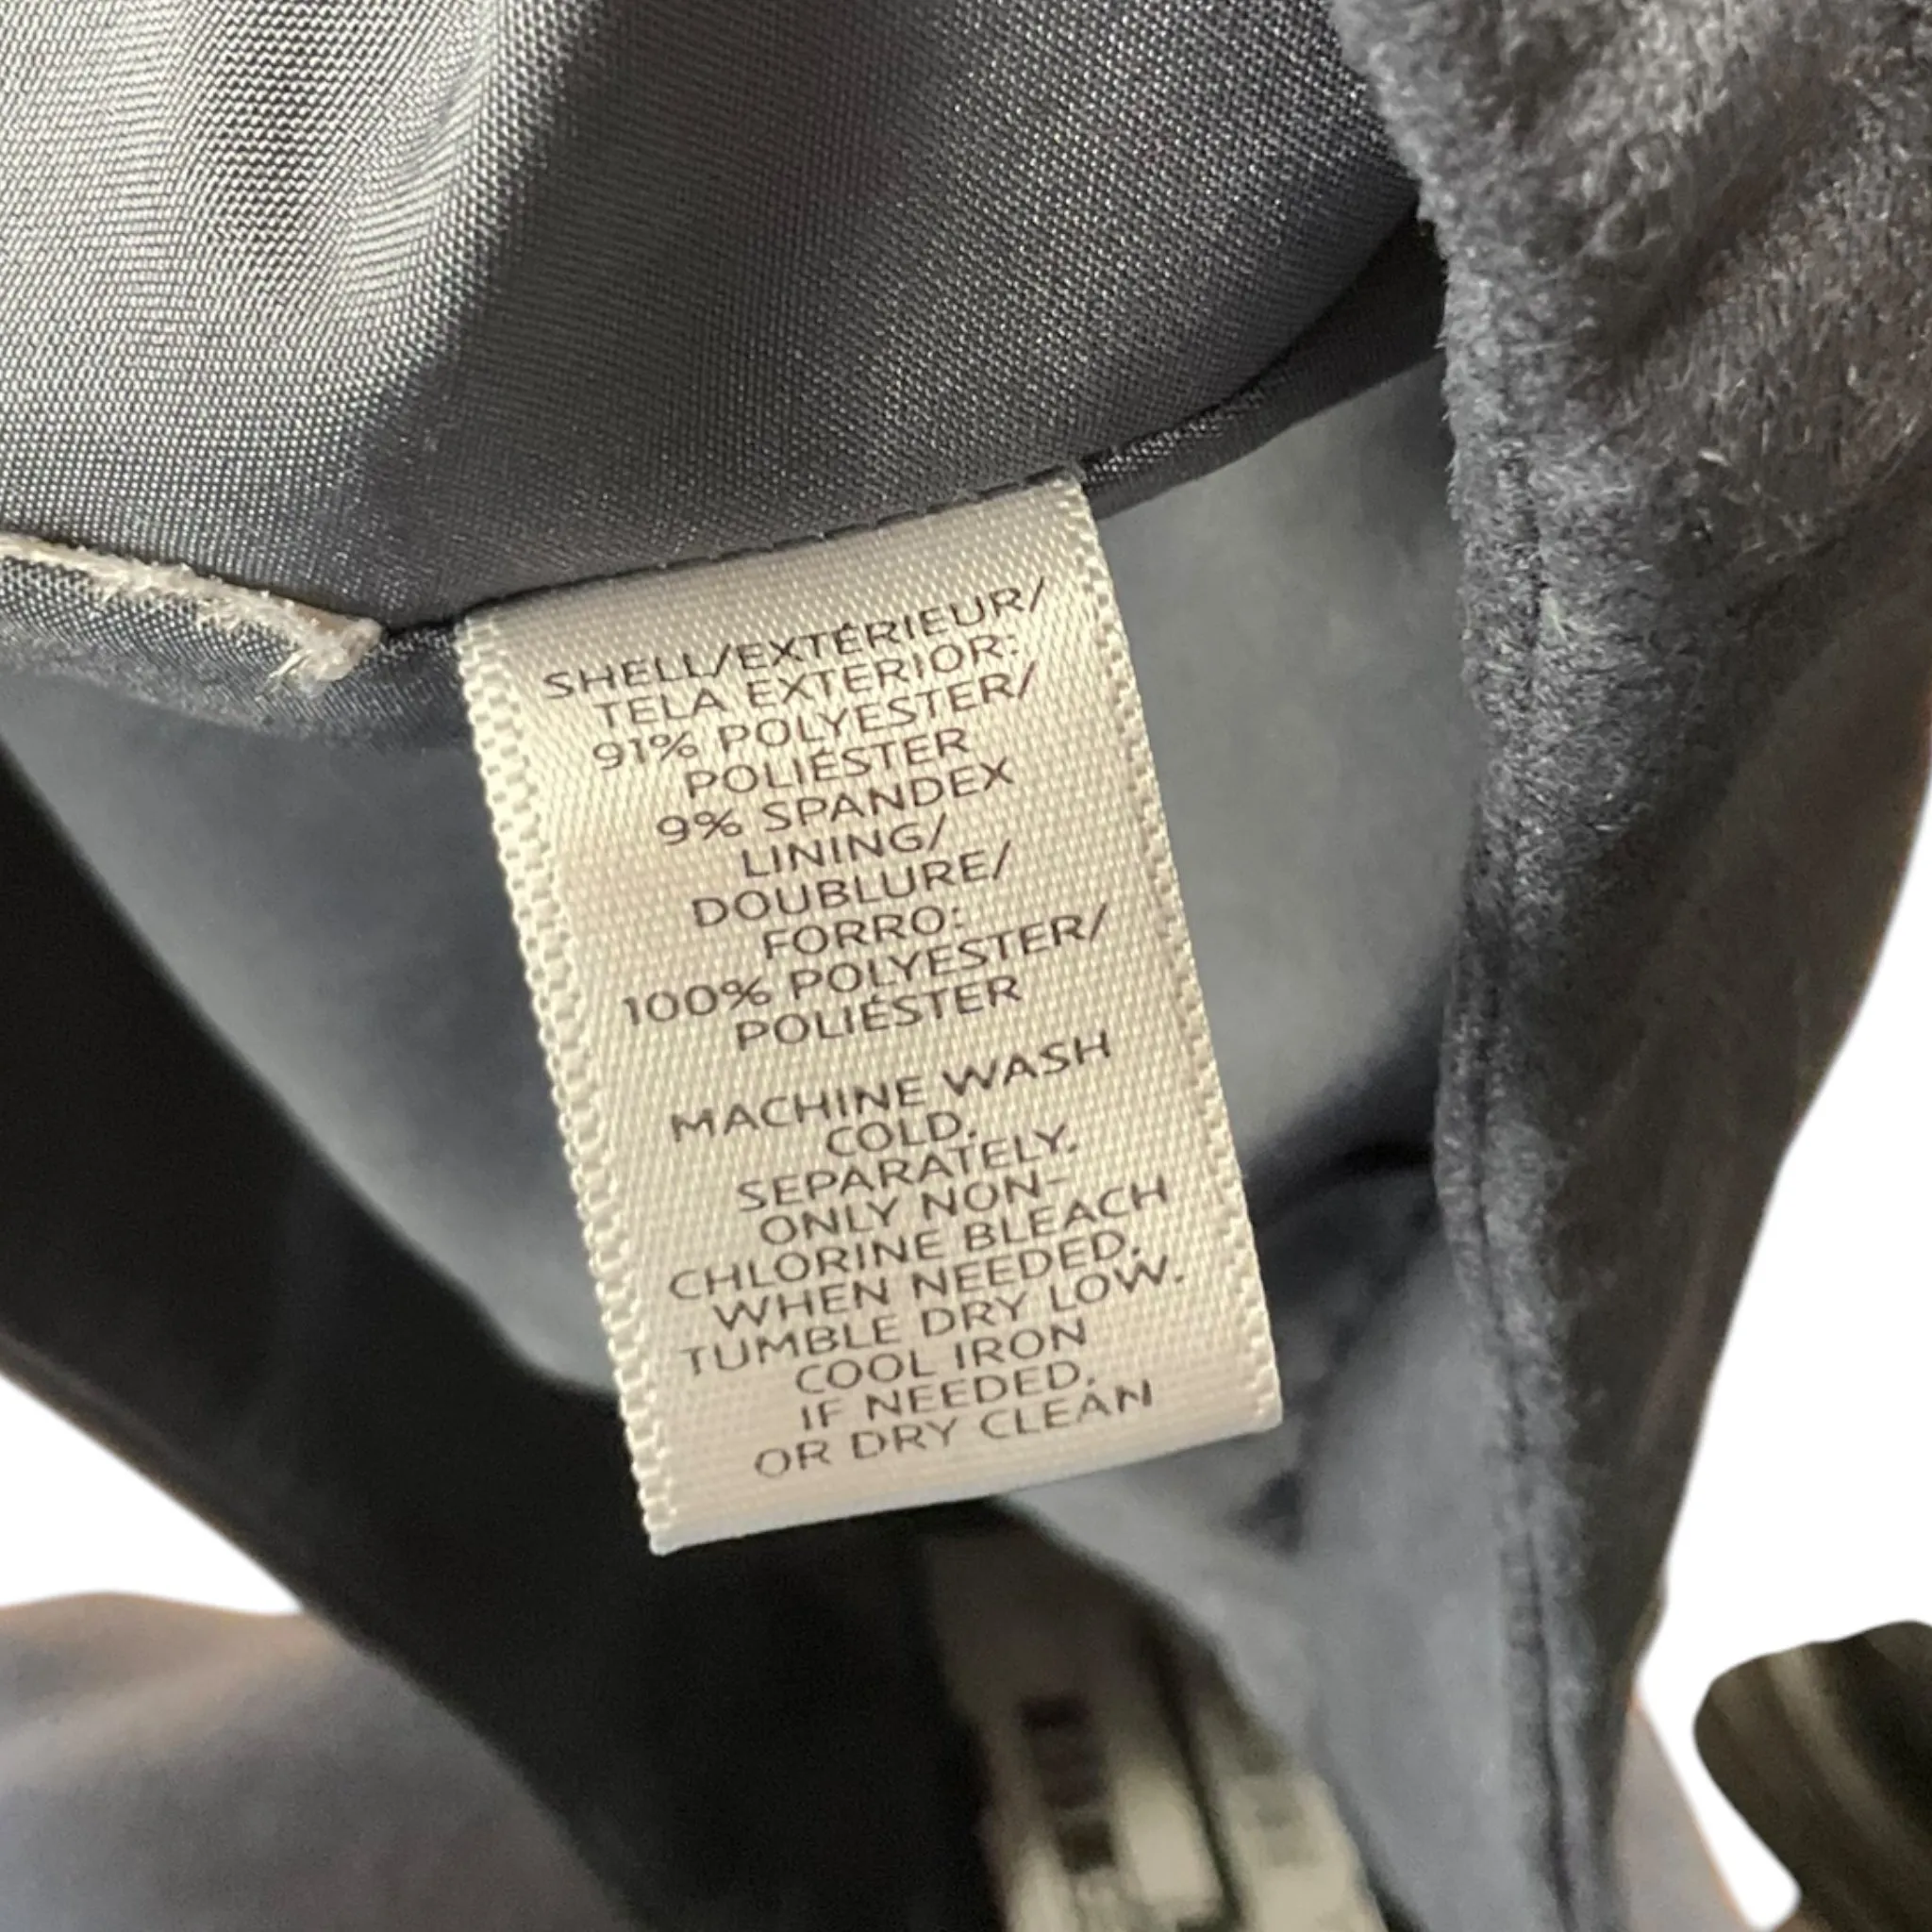 SHELL/EXTÉRIEUR/
TELA EXTERIOR:
91% POLYESTER/
POLIÉSTER
9% SPANDEX
LINING/
DOUBLURE/
FORRO:
100% POLYESTER/
POLIÉSTER
MACHINE WASH
COLD.
SEPARATELY.
ONLY NON-
CHLORINE BLEACH
WHEN NEEDED.
TUMBLE DRY LOW.
COOL IRON
IF NEEDED.
OR DRY CLEAN